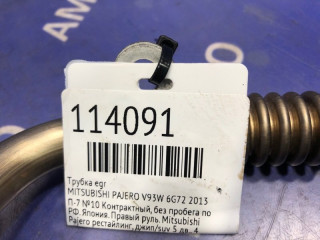 114091
Трубка egr
MITSUBISHI PAJERO V93W 6G72 2013
П-7 №10 Контрактный, без пробега по
РФ. Япония. Правый руль. Mitsubishi
Pajero рестайлинг, джип/suv 5 дв., 4